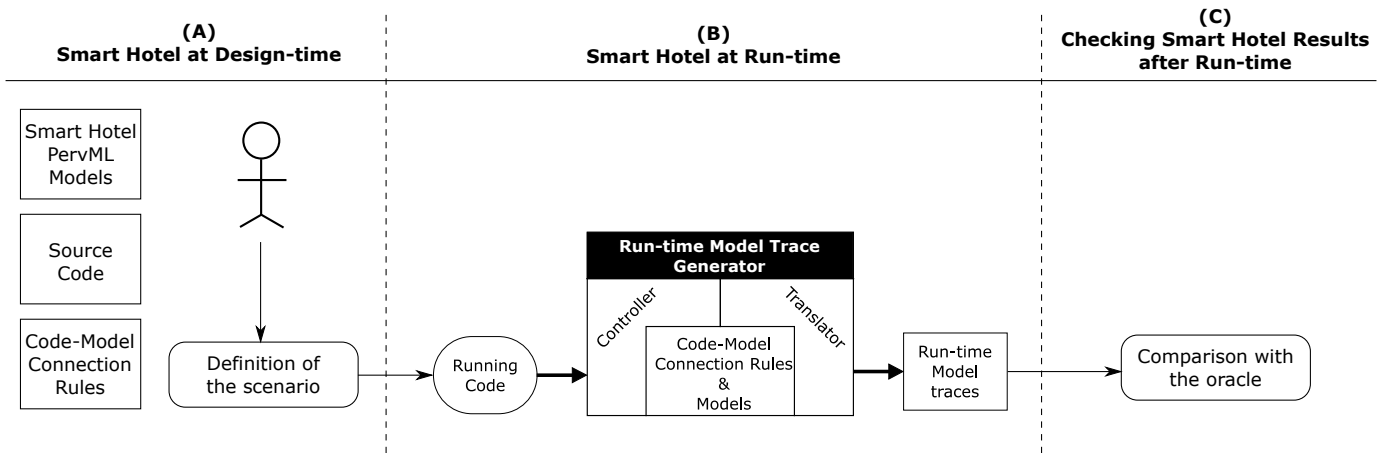 (A)
Smart Hotel at Design-time
(B)
Smart Hotel at Run-time
(C)
Checking Smart Hotel Results
after Run-time
Smart Hotel
PervML
Models
Source
Code
Code-Model
Connection
Rules
Definition of
the scenario
Running
Code
Run-time Model Trace
Generator
Controller
Translator
Code-Model
Connection Rules
&
Models
Run-time
Model
traces
Comparison with
the oracle